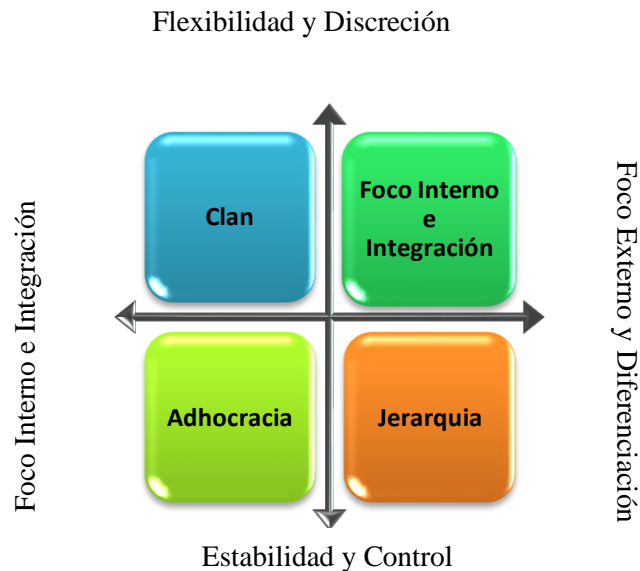 Flexibilidad y Discreción
Clan
Foco Interno
e
Integración
Foco Interno e Integración
Foco Externo y Diferenciación
Adhocracia
Jerarquia
Estabilidad y Control